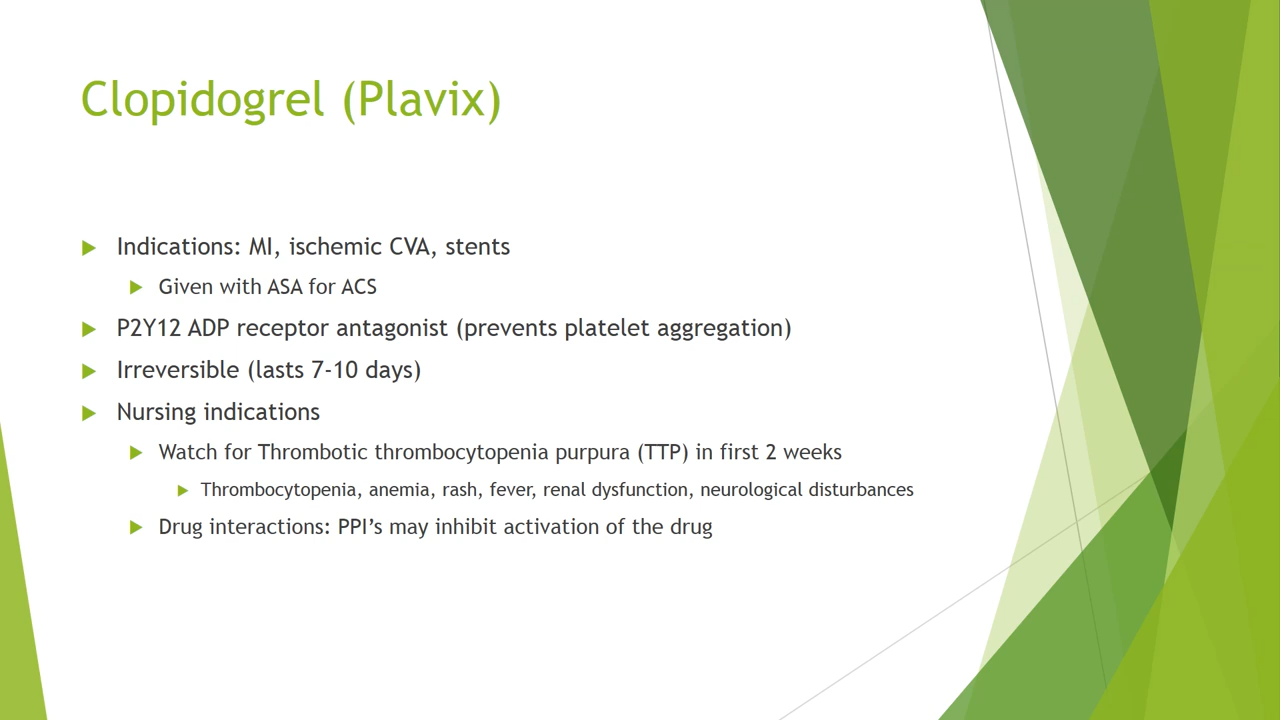 Clopidogrel (Plavix)
Indications: MI, ischemic CVA, stents
Given with ASA for ACS
P2Y12 ADP receptor antagonist (prevents platelet aggregation)
Irreversible (lasts 7-10 days)
Nursing indications
Watch for Thrombotic thrombocytopenia purpura (TTP) in first 2 weeks
Thrombocytopenia, anemia, rash, fever, renal dysfunction, neurological disturbances
Drug interactions: PPI’s may inhibit activation of the drug